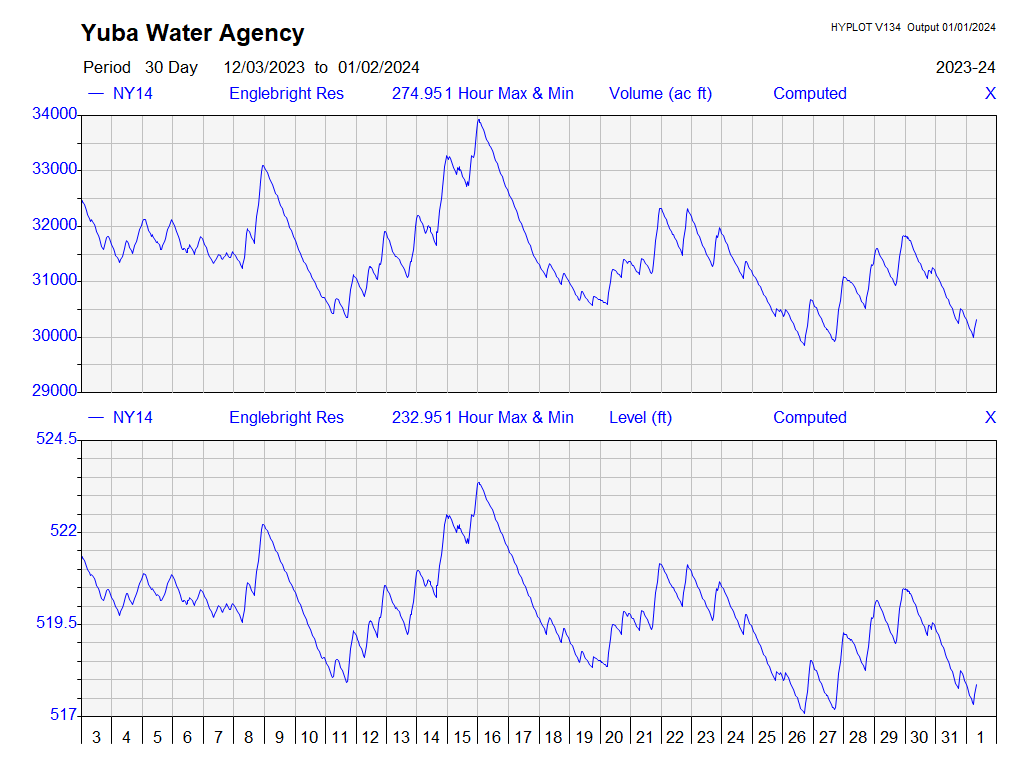 Yuba Water Agency
HYPLOT V134 Output 01/01/2024
Period 30 Day 12/03/2023 to 01/02/2024 2023-24
NY14 Englebright Res 274.951 Hour Max & Min Volume (ac ft) Computed X
34000
33000
32000
31000
30000
29000
NY14 Englebright Res 232.951 Hour Max & Min Level (ft) Computed X
524.5
522
519.5
517
3 4 5 6 7 8 9 10 11 12 13 14 15 16 17 18 19 20 21 22 23 24 25 26 27 28 29 30 31 1